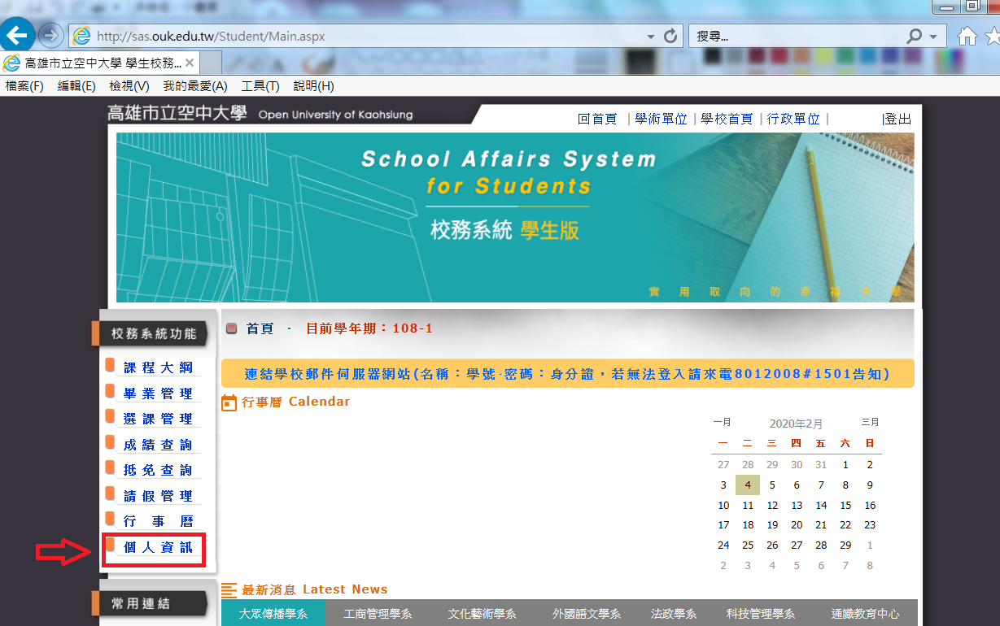 http://sas.ouk.edu.tw/Student/Main.aspx
搜尋...
高雄市立空中大學 學生校務...
檔案(F) 編輯(E) 檢視(V) 我的最愛(A) 工具(T) 說明(H)
高雄市立空中大學 Open University of Kaohsiung
回首頁 | 學術單位 | 學校首頁 | 行政單位 | |登出
School Affairs System
for Students
校務系統 學生版
實用取向的幸福大學
校務系統功能
課程大綱
畢業管理
選課管理
成績查詢
抵免查詢
請假管理
行事曆
個人資訊
常用連結
首頁 · 目前學年期：108-1
連結學校郵件伺服器網站(名稱：學號-密碼：身分證，若無法登入請來電8012008#1501告知)
行事曆 Calendar
一月 2020年2月 三月
一 二 三 四 五 六 日
27 28 29 30 31 1 2
3 4 5 6 7 8 9
10 11 12 13 14 15 16
17 18 19 20 21 22 23
24 25 26 27 28 29 1
2 3 4 5 6 7 8
最新消息 Latest News
大眾傳播學系 工商管理學系 文化藝術學系 外國語文學系 法政學系 科技管理學系 通識教育中心